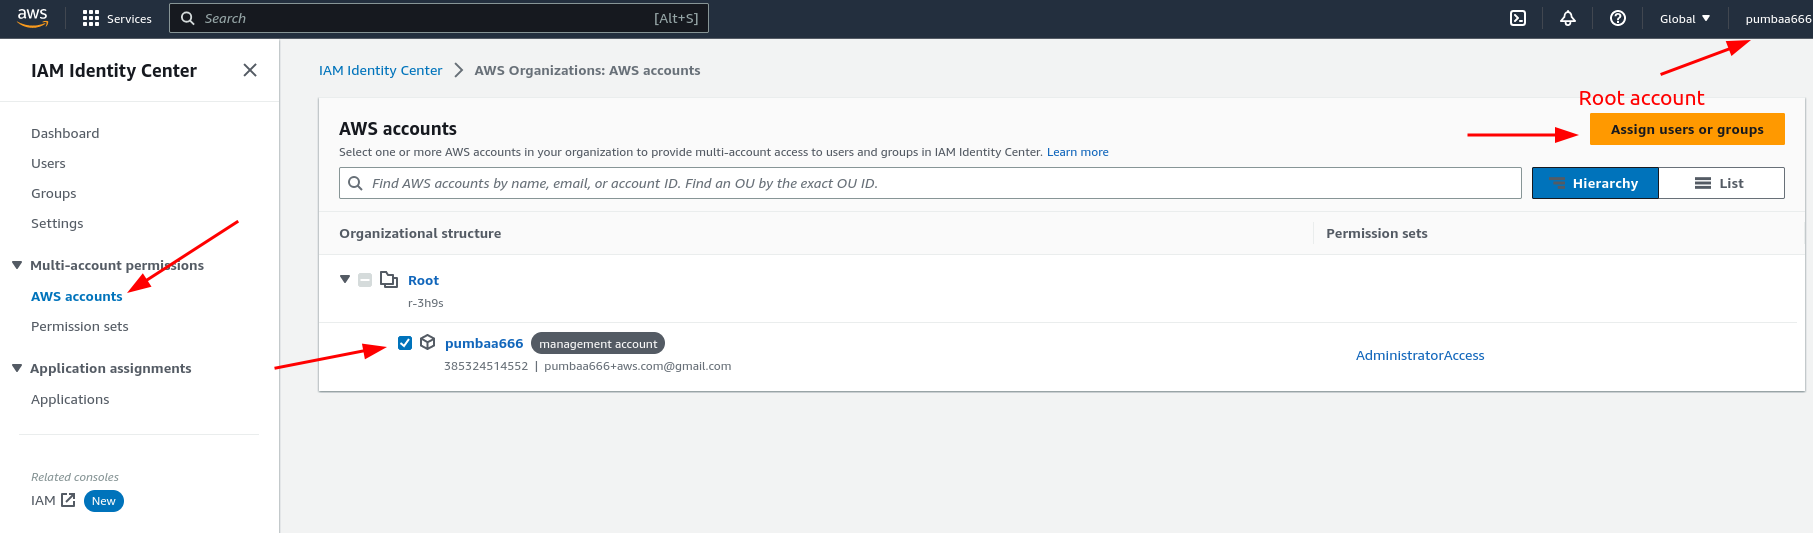 aws
Services
Search [Alt+S]
Global
pumbaa666
IAM Identity Center
Dashboard
Users
Groups
Settings
Multi-account permissions
AWS accounts
Permission sets
Application assignments
Applications
Related consoles
IAM New
IAM Identity Center AWS Organizations: AWS accounts
Root account
AWS accounts
Assign users or groups
Select one or more AWS accounts in your organization to provide multi-account access to users and groups in IAM Identity Center. Learn more
Find AWS accounts by name, email, or account ID. Find an OU by the exact OU ID.
Hierarchy List
Organizational structure Permission sets
Root
r-3h9s
pumbaa666 management account
385324514552 | pumbaa666+aws.com@gmail.com
AdministratorAccess